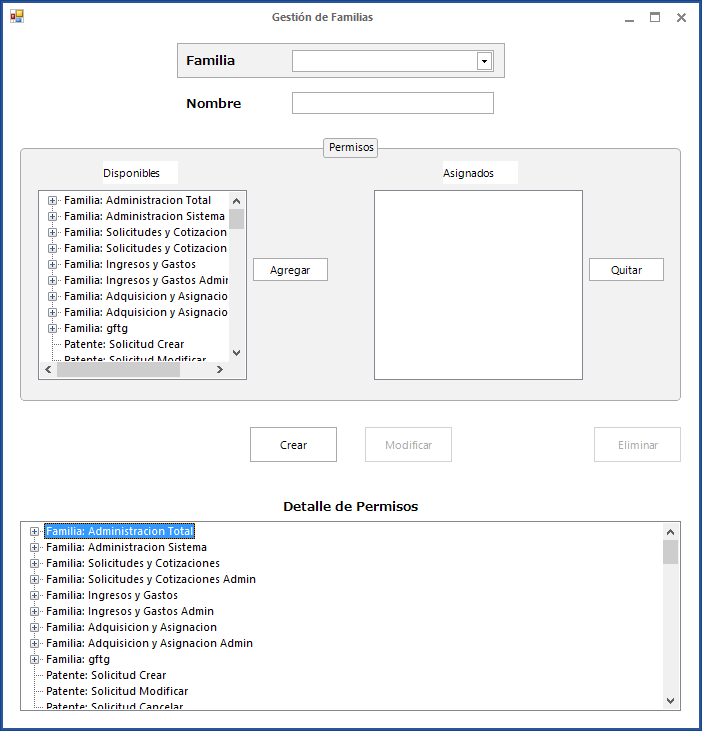 Gestión de Familias
Familia
Nombre
Permisos
Disponibles
Asignados
Familia: Administracion Total
Familia: Administracion Sistema
Familia: Solicitudes y Cotizacion
Familia: Solicitudes y Cotizacion
Familia: Ingresos y Gastos
Familia: Ingresos y Gastos Admin
Familia: Adquisicion y Asignacio
Familia: Adquisicion y Asignacio
Familia: gftg
Patente: Solicitud Crear
Patente: Solicitud Modificar
Agregar
Quitar
Crear
Modificar
Eliminar
Detalle de Permisos
Familia: Administracion Total
Familia: Administracion Sistema
Familia: Solicitudes y Cotizaciones
Familia: Solicitudes y Cotizaciones Admin
Familia: Ingresos y Gastos
Familia: Ingresos y Gastos Admin
Familia: Adquisicion y Asignacion
Familia: Adquisicion y Asignacion Admin
Familia: gftg
Patente: Solicitud Crear
Patente: Solicitud Modificar
Patente: Solicitud Cancelar